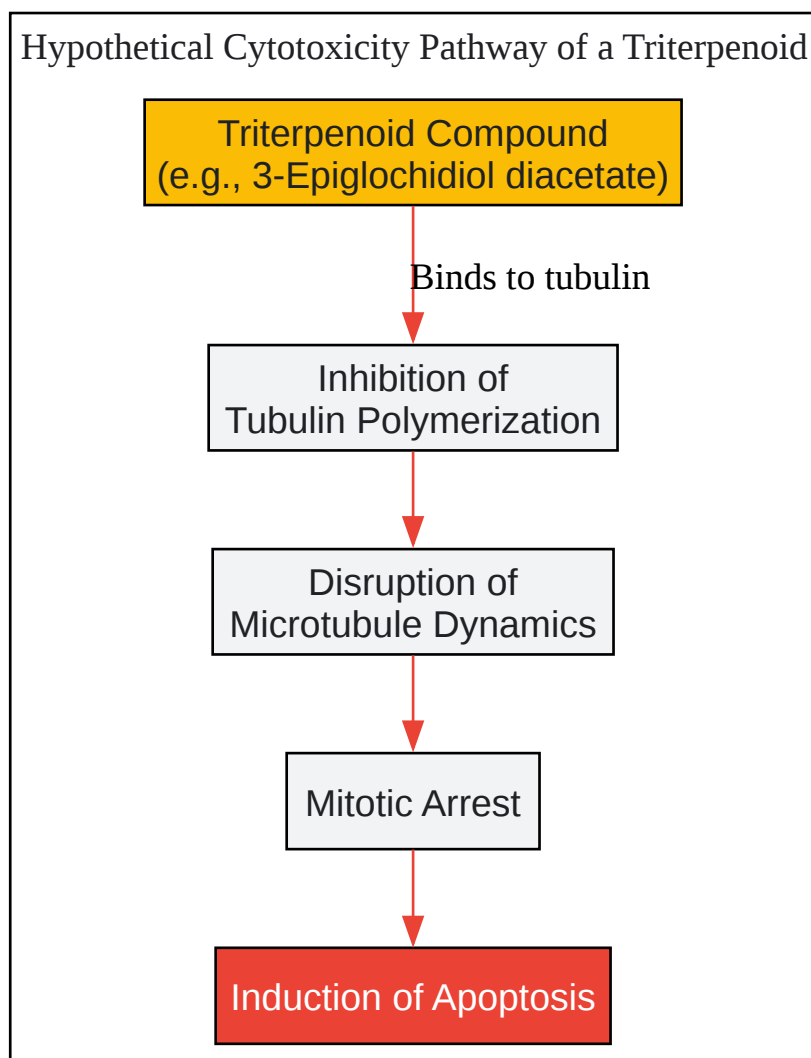 Hypothetical Cytotoxicity Pathway of a Triterpenoid
Triterpenoid Compound
(e.g., 3-Epiglochidiol diacetate)
Binds to tubulin
Inhibition of
Tubulin Polymerization
Disruption of
Microtubule Dynamics
Mitotic Arrest
Induction of Apoptosis